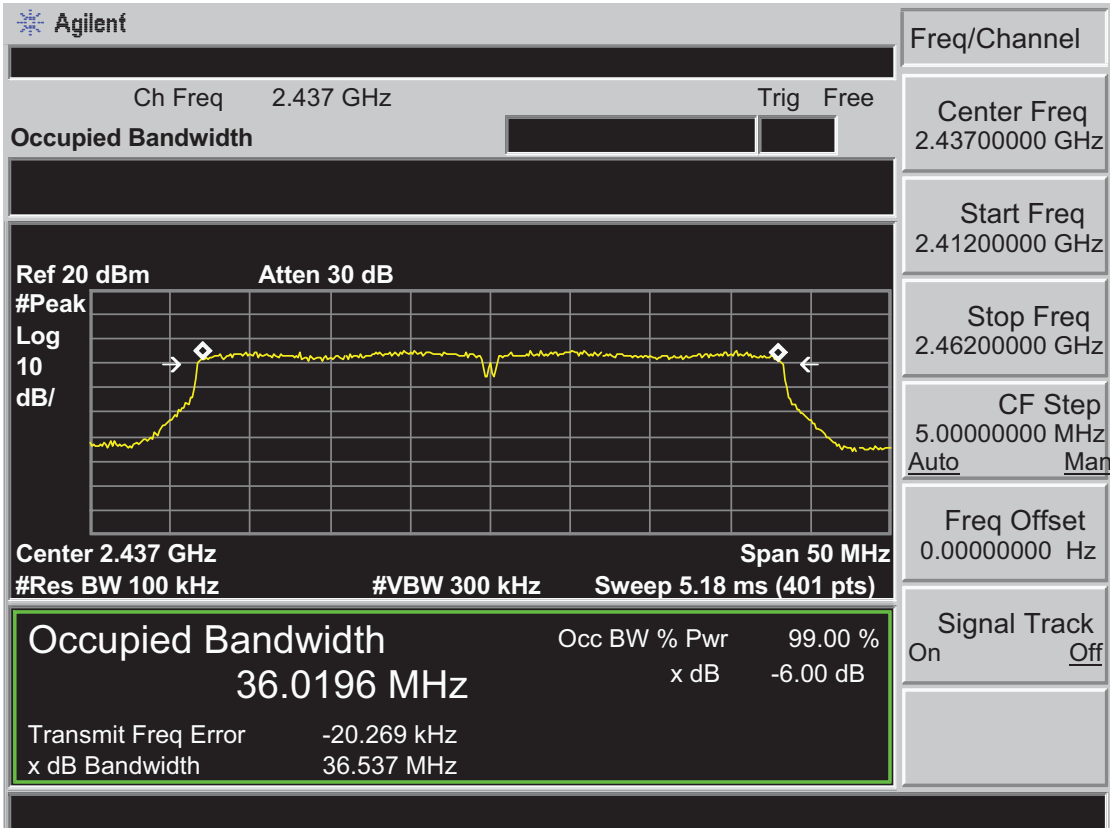 Agilent
Freq/Channel
Ch Freq 2.437 GHz Trig Free
Occupied Bandwidth
Center Freq
2.43700000 GHz
Start Freq
2.41200000 GHz
Stop Freq
2.46200000 GHz
CF Step
5.00000000 MHz
Auto Man
Freq Offset
0.00000000 Hz
Signal Track
On Off
Ref 20 dBm Atten 30 dB
#Peak
Log
10
dB/
Center 2.437 GHz Span 50 MHz
#Res BW 100 kHz #VBW 300 kHz Sweep 5.18 ms (401 pts)
Occupied Bandwidth
36.0196 MHz
Occ BW % Pwr 99.00 %
x dB -6.00 dB
Transmit Freq Error -20.269 kHz
x dB Bandwidth 36.537 MHz